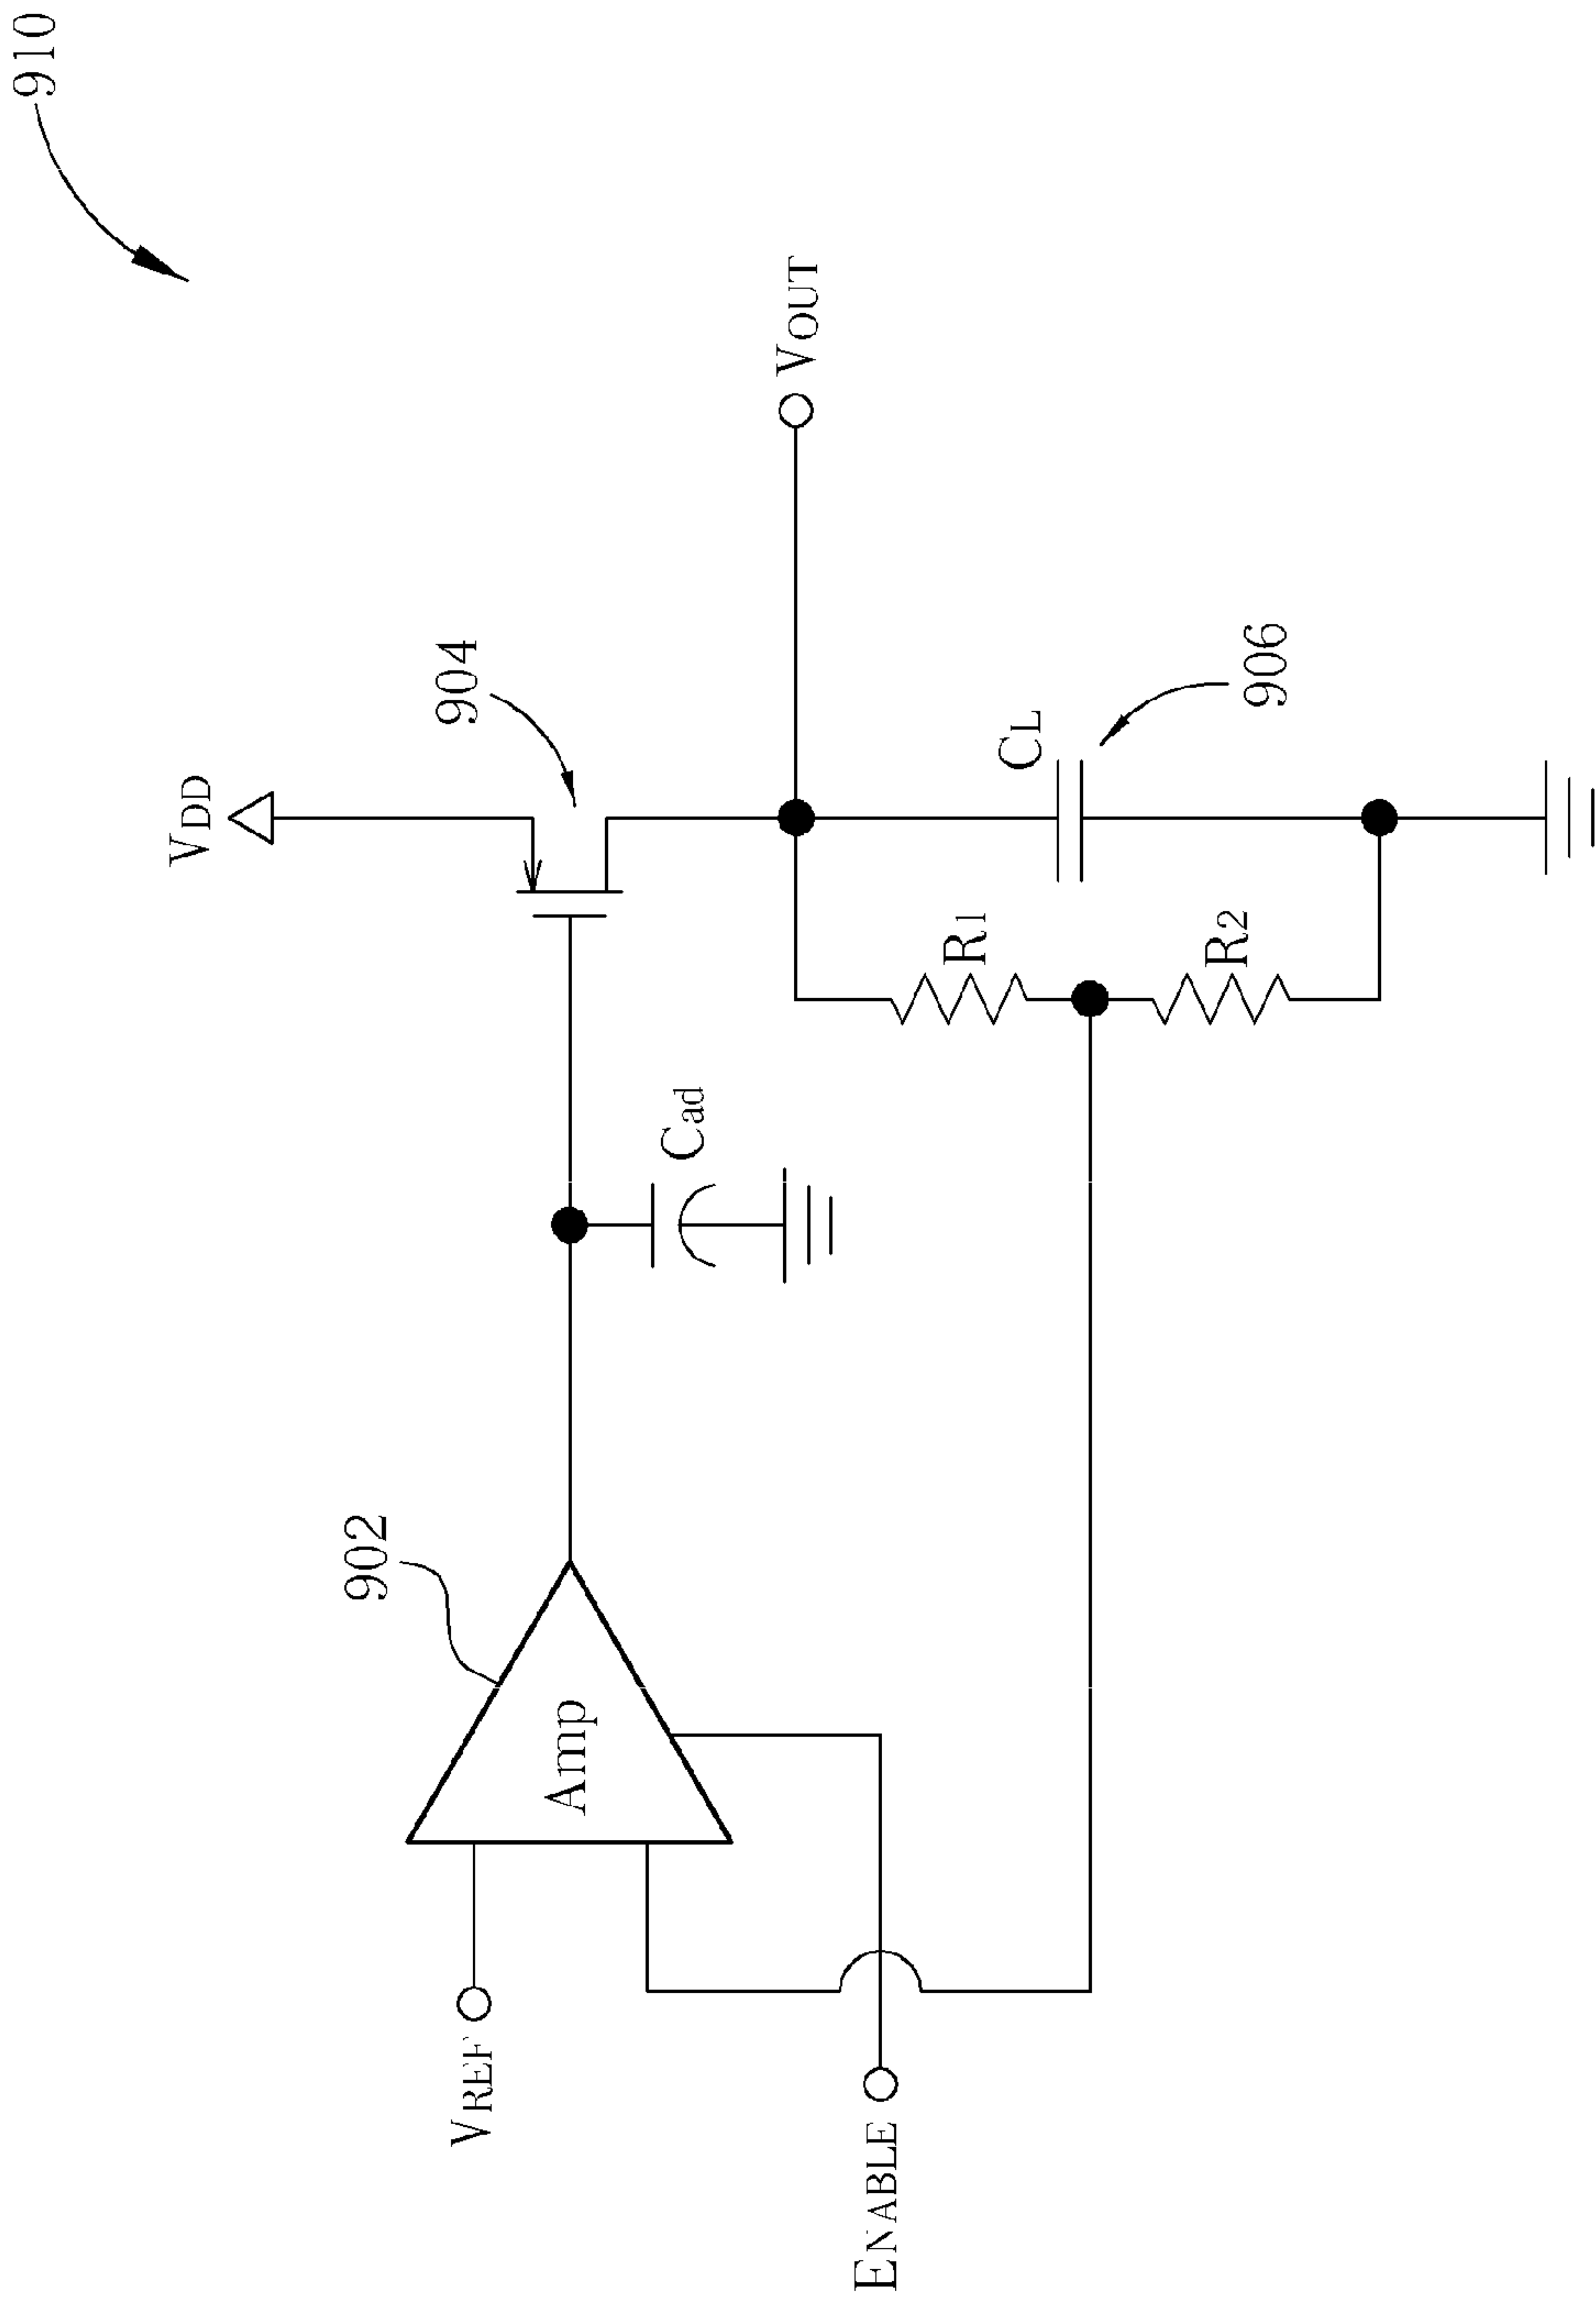 910
VDD
904
902
Amp
VREF
Cad
VOUT
R1
CL
R2
906
ENABLE